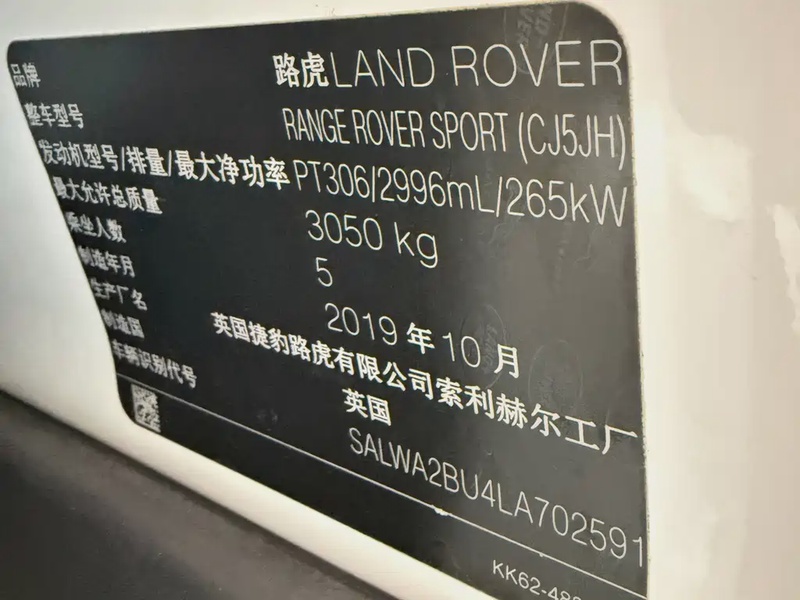 品牌 路虎LAND ROVER
整车型号 RANGE ROVER SPORT (CJ5JH)
发动机型号/排量/最大净功率 PT306/2996mL/265kW
最大允许总质量 3050 kg
乘坐人数 5
制造年月 2019 年 10 月
生产厂名 英国捷豹路虎有限公司索利赫尔工厂
制造国 英国
车辆识别代号 SALWA2BU4LA702591